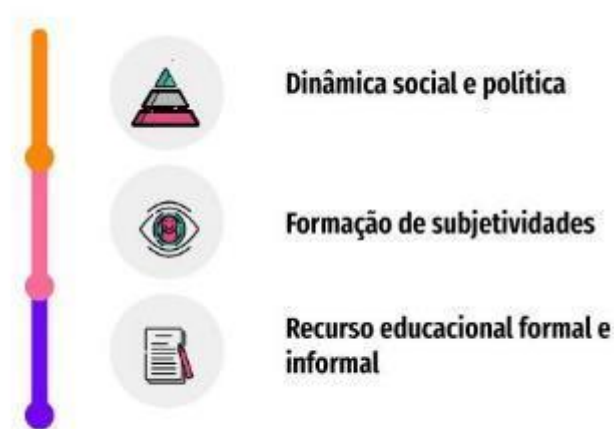 Dinâmica social e política
Formação de subjetividades
Recurso educacional formal e
informal